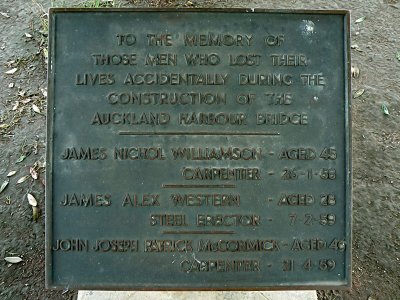 TO THE MEMORY OF
THOSE MEN WHO LOST THEIR
LIVES ACCIDENTALLY DURING THE
CONSTRUCTION OF THE
AUCKLAND HARBOUR BRIDGE
JAMES NICHOL WILLIAMSON - AGED 45
CARPENTER - 26-1-58
JAMES ALEX WESTERN - AGED 28
STEEL ERECTOR - 7-2-59
JOHN JOSEPH PATRICK McCORMICK - AGED 49
CARPENTER - 21-4-59